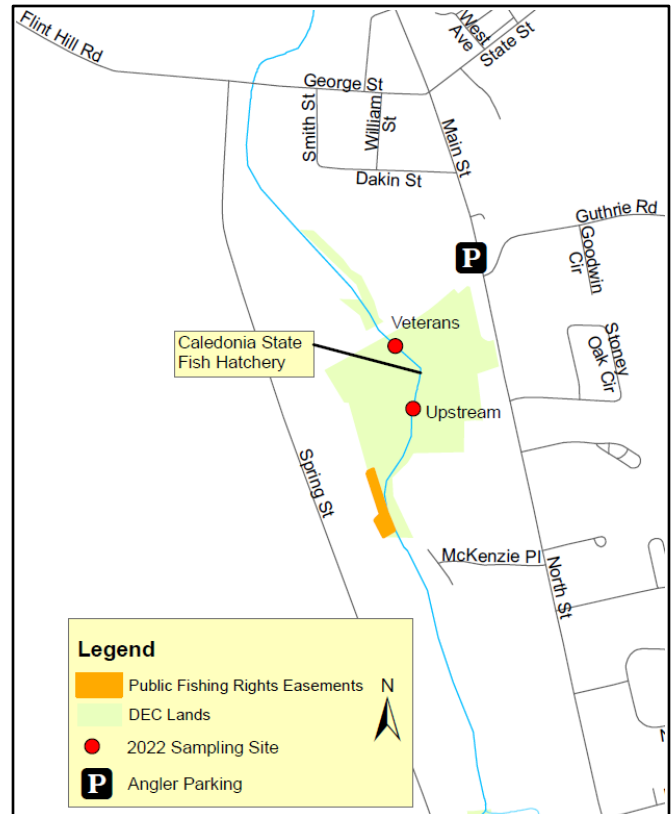 Flint Hill Rd
West
Ave
State St
George St
Smith St
William
St
Main St
Dakin St
Guthrie Rd
Goodwin
Cir
P
Veterans
Caledonia State
Fish Hatchery
Stoney
Oak Cir
Upstream
Spring St
McKenzie Pl
North St
Legend
Public Fishing Rights Easements
N
DEC Lands
2022 Sampling Site
P
Angler Parking